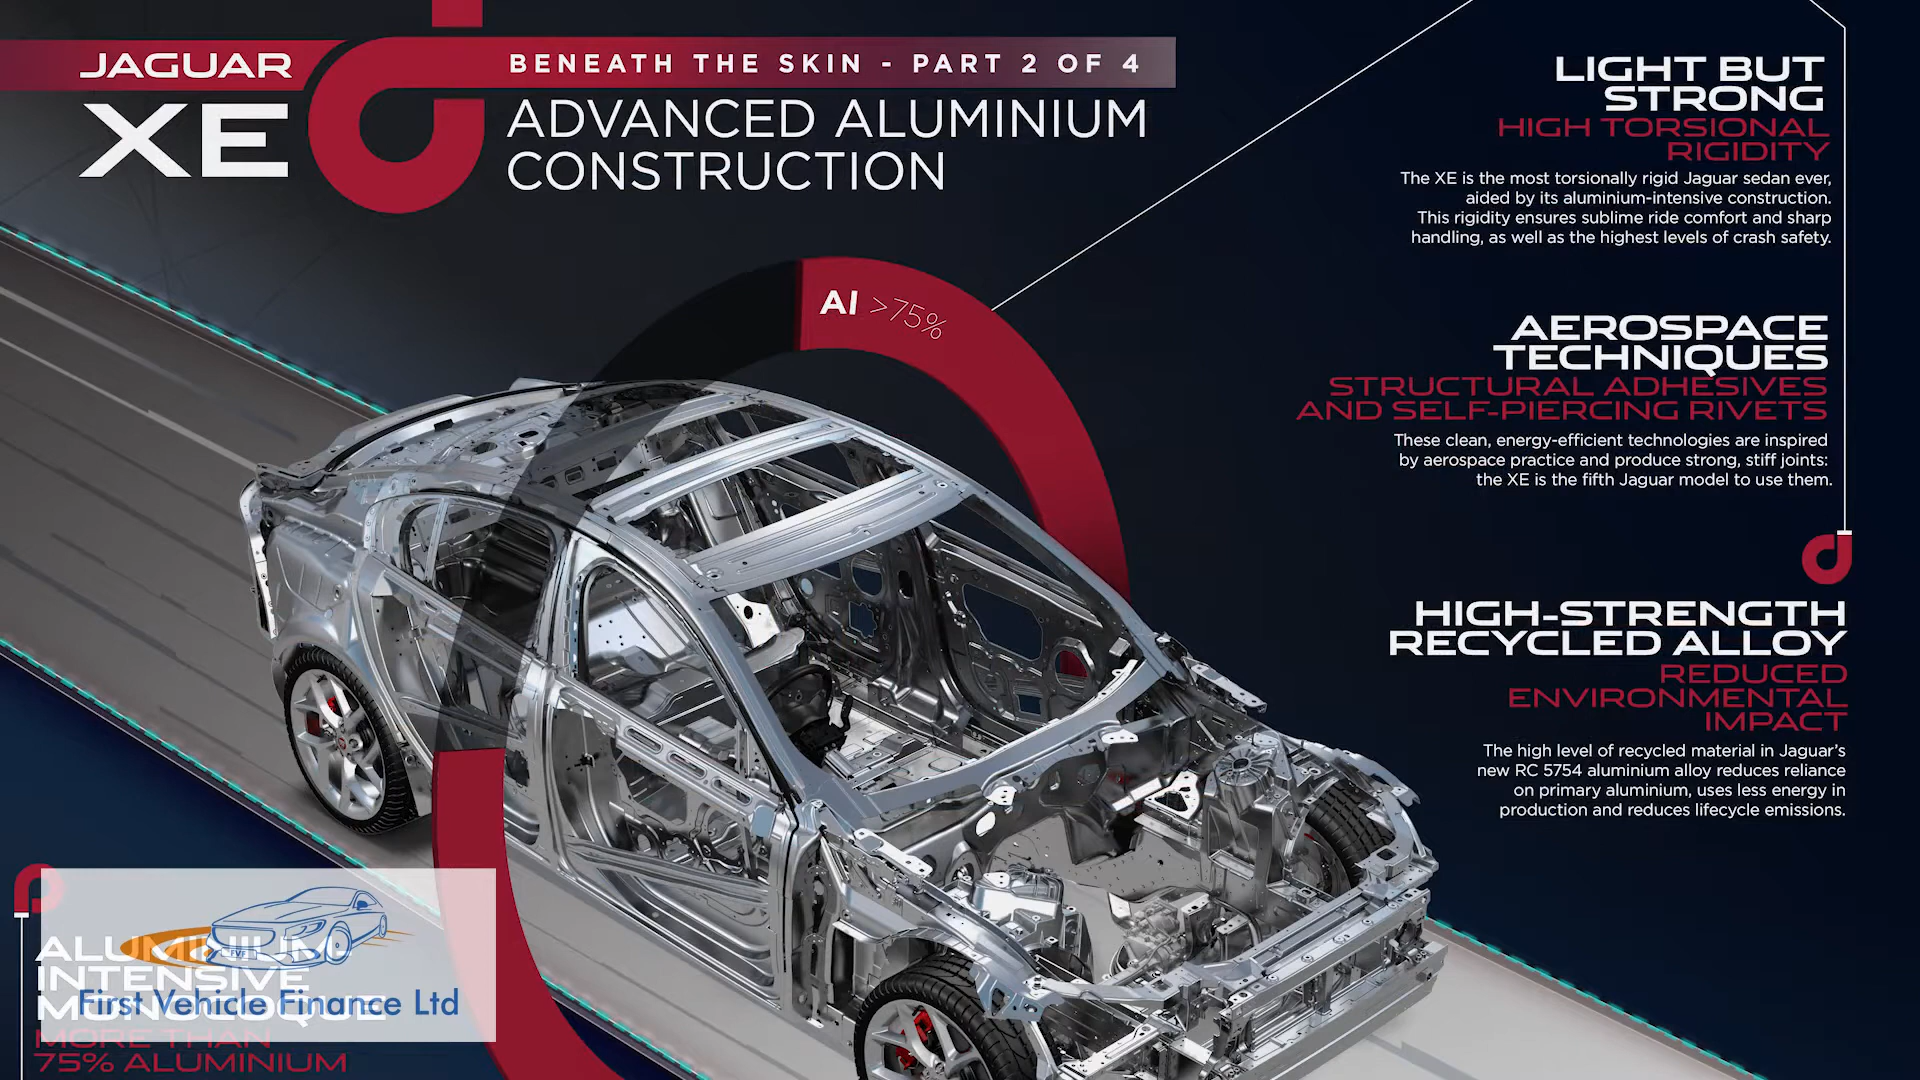 JAGUAR
XE
BENEATH THE SKIN - PART 2 OF 4
ADVANCED ALUMINIUM
CONSTRUCTION
Al >75%
LIGHT BUT
STRONG
HIGH TORSIONAL
RIGIDITY
The XE is the most torsionally rigid Jaguar sedan ever,
aided by its aluminium-intensive construction.
This rigidity ensures sublime ride comfort and sharp
handling, as well as the highest levels of crash safety.
AEROSPACE
TECHNIQUES
STRUCTURAL ADHESIVES
AND SELF-PIERCING RIVETS
These clean, energy-efficient technologies are inspired
by aerospace practice and produce strong, stiff joints:
the XE is the fifth Jaguar model to use them.
HIGH-STRENGTH
RECYCLED ALLOY
REDUCED
ENVIRONMENTAL
IMPACT
The high level of recycled material in Jaguar's
new RC 5754 aluminium alloy reduces reliance
on primary aluminium, uses less energy in
production and reduces lifecycle emissions.
ALUMINIUM
INTENSIVE
MONOCOQUE
MORE THAN
75% ALUMINIUM
FVF
First Vehicle Finance Ltd